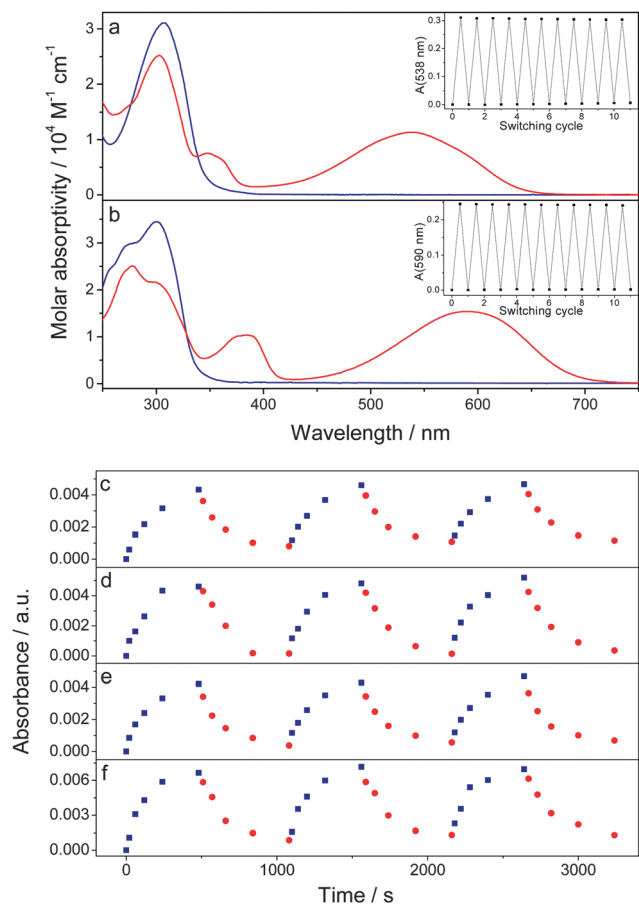 a
3
2
1
0
Molar absorptivity / 10⁴ M⁻¹ cm⁻¹
A(538 nm)
0.3
0.2
0.1
0.0
0 2 4 6 8 10
Switching cycle
b
3
2
1
0
A(590 nm)
0.2
0.1
0.0
0 2 4 6 8 10
Switching cycle
300 400 500 600 700
Wavelength / nm
Absorbance / a.u.
c
0.004
0.002
0.000
d
0.004
0.002
0.000
e
0.004
0.002
0.000
f
0.006
0.003
0.000
0 1000 2000 3000
Time / s